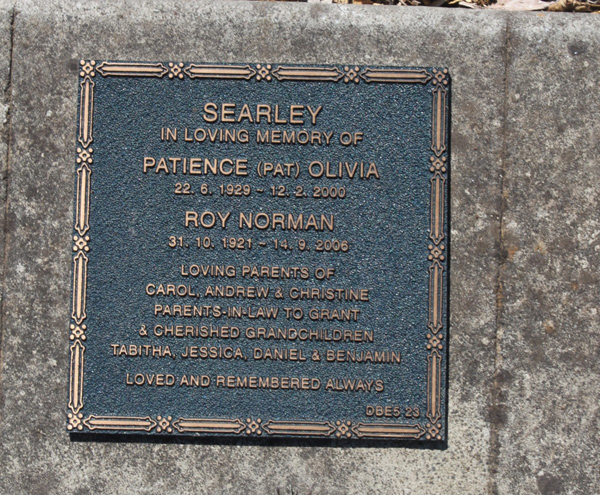 SEARLEY
IN LOVING MEMORY OF
PATIENCE (PAT) OLIVIA
22. 6. 1929 ~ 12. 2. 2000
ROY NORMAN
31. 10. 1921 ~ 14. 9. 2006
LOVING PARENTS OF
CAROL, ANDREW & CHRISTINE
PARENTS-IN-LAW TO GRANT
& CHERISHED GRANDCHILDREN
TABITHA, JESSICA, DANIEL & BENJAMIN
LOVED AND REMEMBERED ALWAYS
DBE5 23